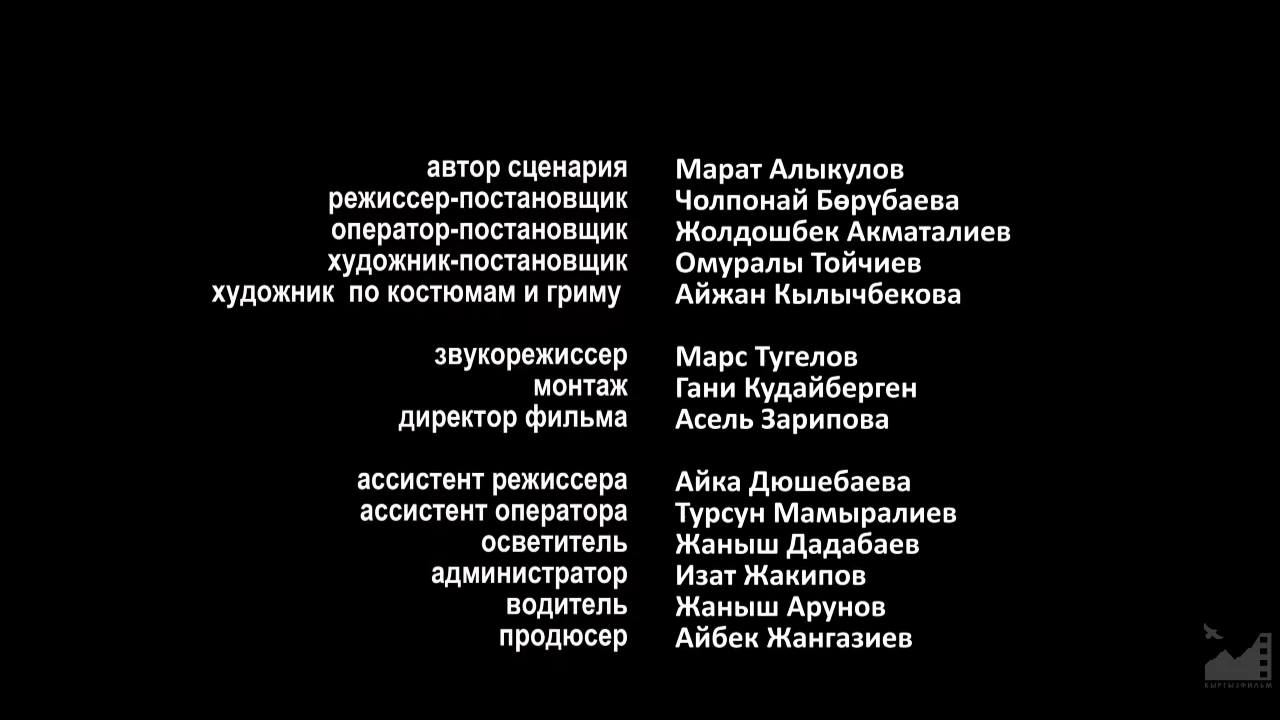 автор сценария Марат Алыкулов
режиссер-постановщик Чолпонай Бөрүбаева
оператор-постановщик Жолдошбек Акматалиев
художник-постановщик Омуралы Тойчиев
художник по костюмам и гриму Айжан Кылычбекова
звукорежиссер Марс Тугелов
монтаж Гани Кудайберген
директор фильма Асель Зарипова
ассистент режиссера Айка Дюшебаева
ассистент оператора Турсун Мамыралиев
осветитель Жаныш Дадабаев
администратор Изат Жакипов
водитель Жаныш Арунов
продюсер Айбек Жангазиев
КЫРГЫЗФИЛЬМ